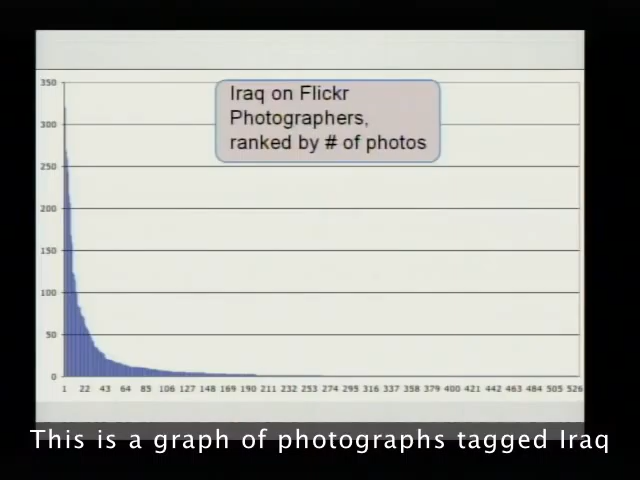 Iraq on Flickr
Photographers,
ranked by # of photos
350
300
250
200
150
100
50
0
1 22 43 64 85 106 127 148 169 190 211 232 253 274 295 316 337 358 379 400 421 442 463 484 505 526
This is a graph of photographs tagged Iraq